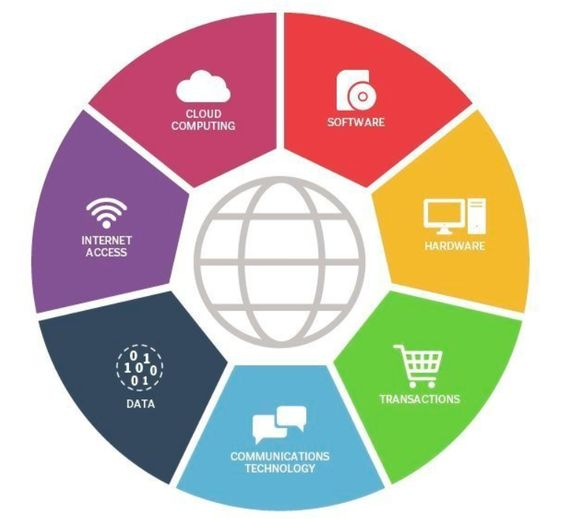 CLOUD
COMPUTING
SOFTWARE
INTERNET
ACCESS
HARDWARE
0 1
1 0 0
0 1
DATA
TRANSACTIONS
COMMUNICATIONS
TECHNOLOGY